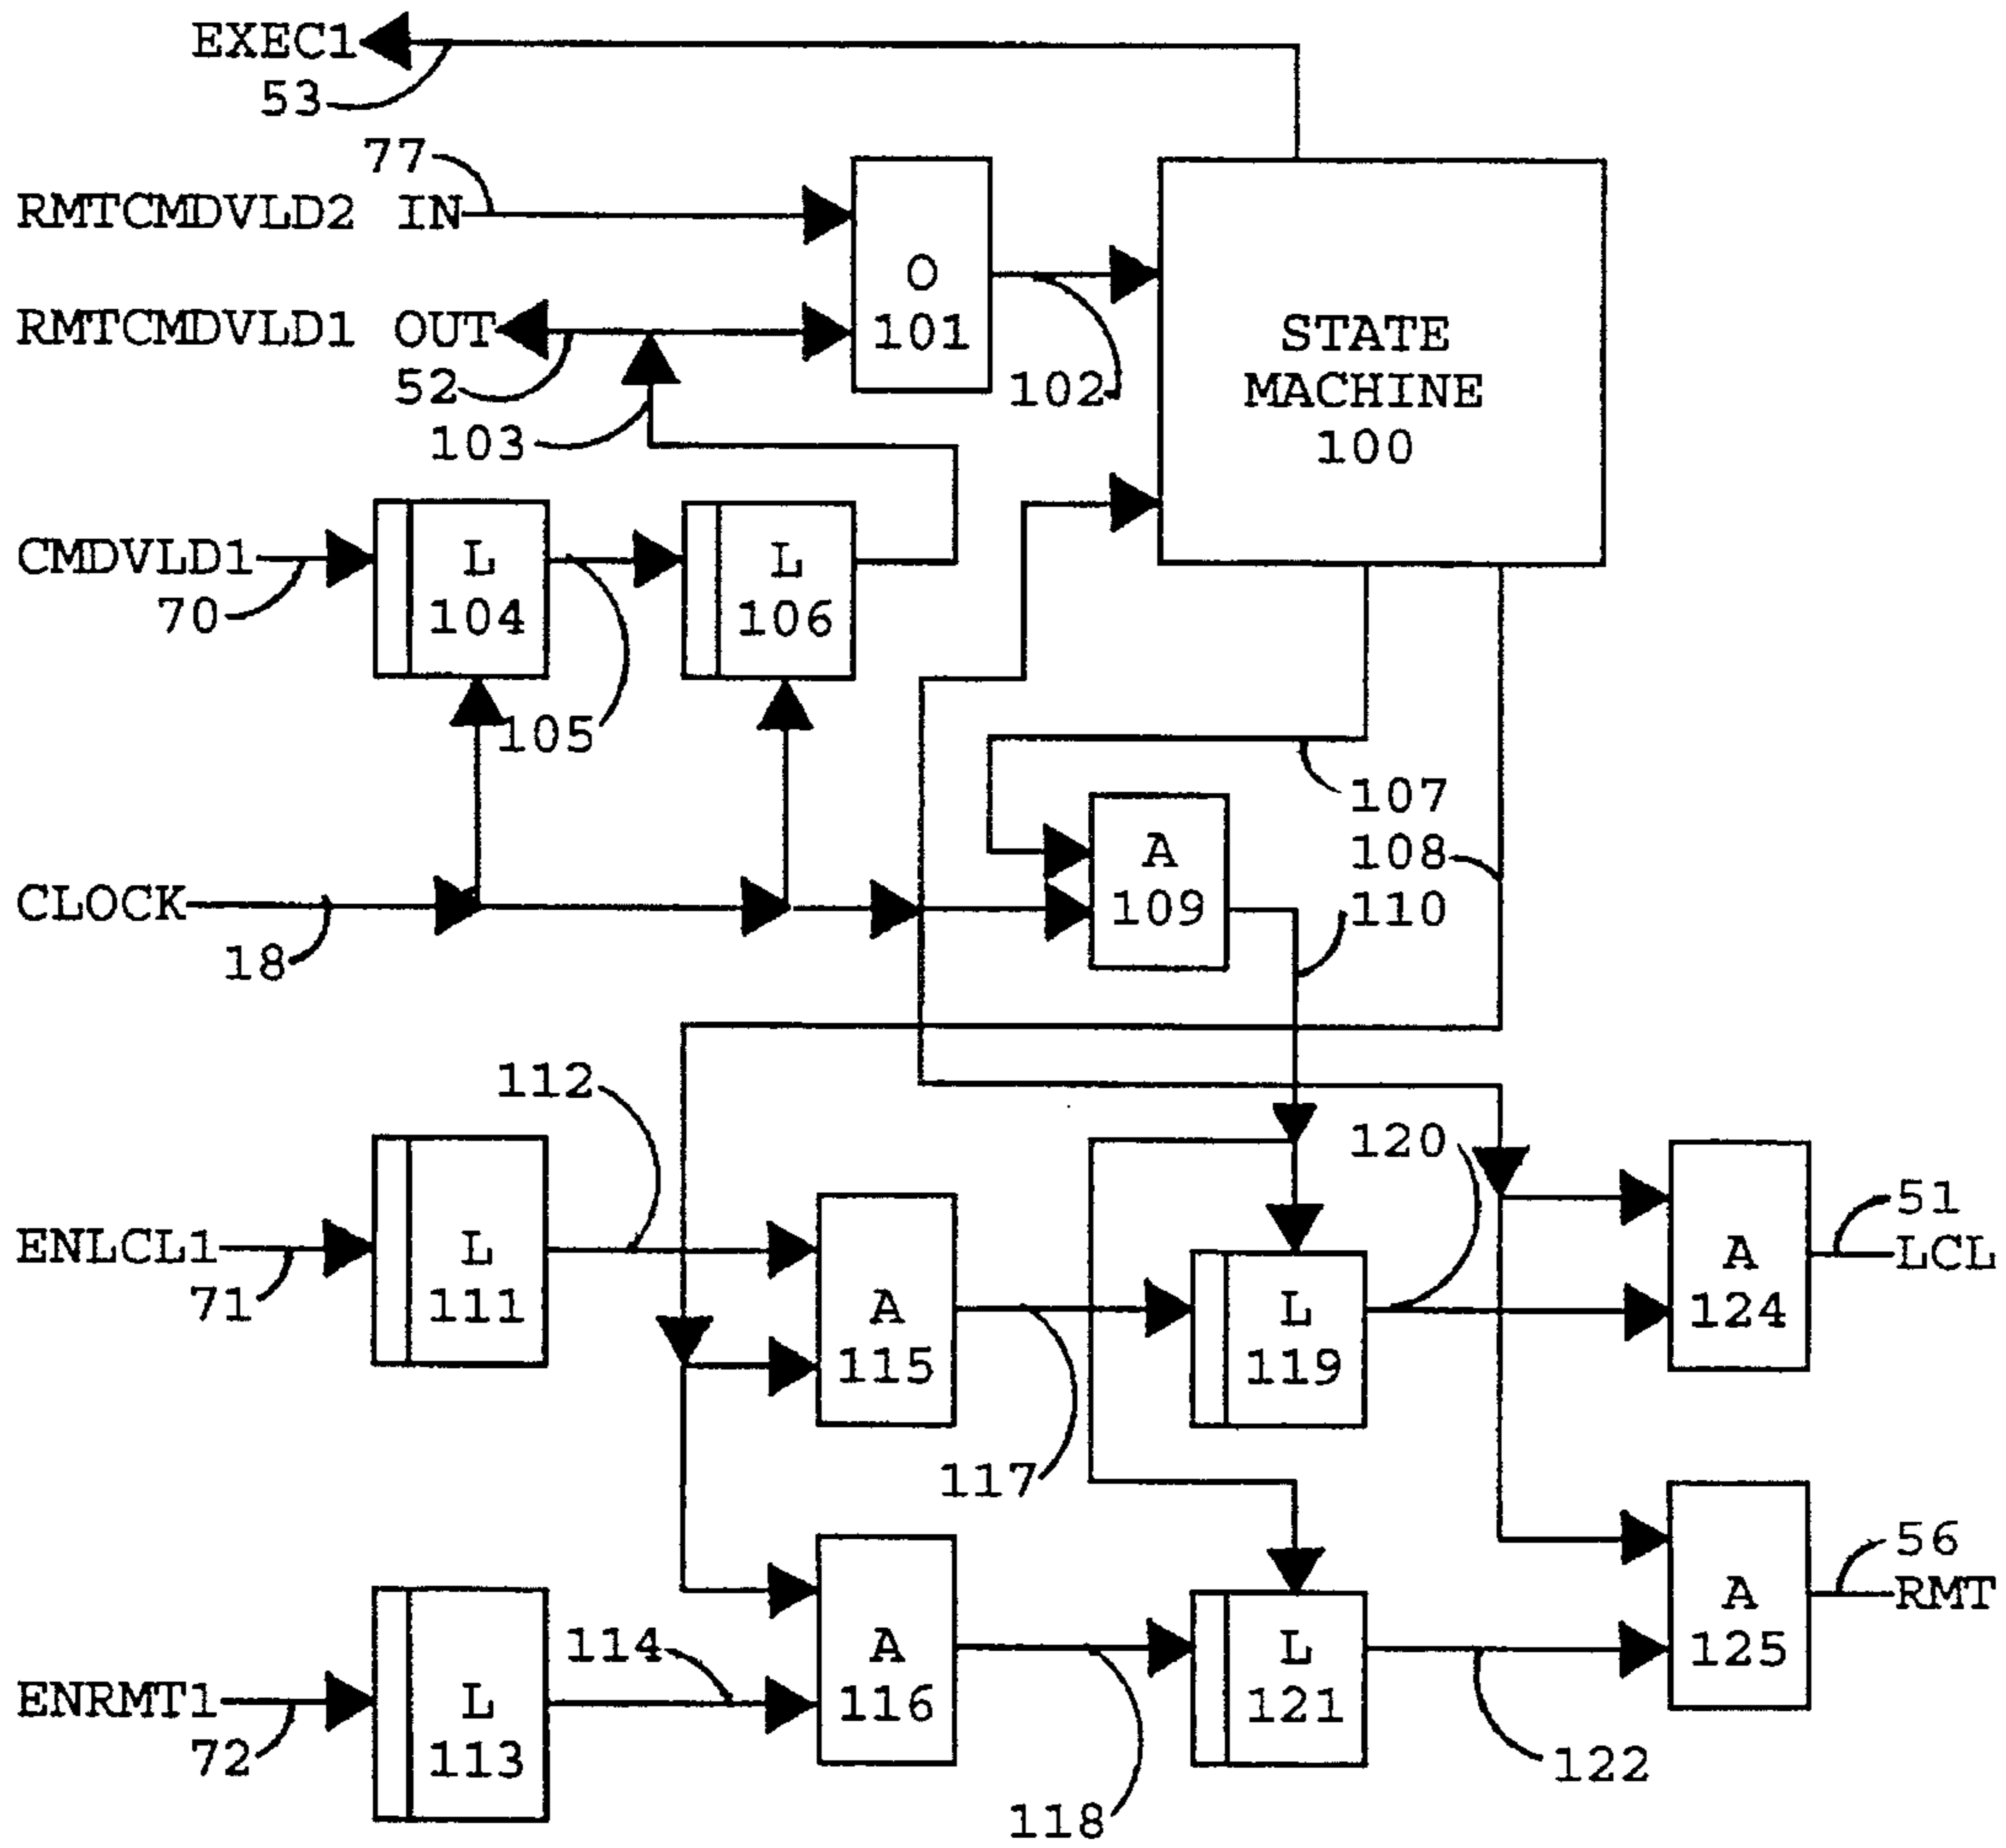 EXEC1
53
77
RMTCMDVLD2 IN
RMTCMDVLD1 OUT
52
103
O
101
102
STATE
MACHINE
100
CMDVLD1
70
L
104
105
L
106
107
108
110
A
109
CLOCK
18
112
120
ENLCL1
71
L
111
A
115
117
L
119
A
124
51
LCL
ENRMT1
72
L
113
114
A
116
118
L
121
122
A
125
56
RMT